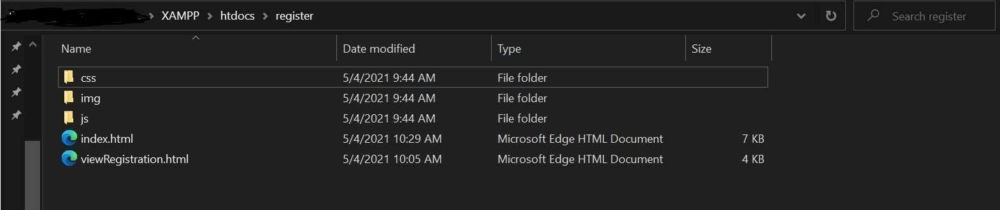 XAMPP > htdocs > register Search register
Name Date modified Type Size
css 5/4/2021 9:44 AM File folder
img 5/4/2021 9:44 AM File folder
js 5/4/2021 9:44 AM File folder
index.html 5/4/2021 10:29 AM Microsoft Edge HTML Document 7 KB
viewRegistration.html 5/4/2021 10:05 AM Microsoft Edge HTML Document 4 KB